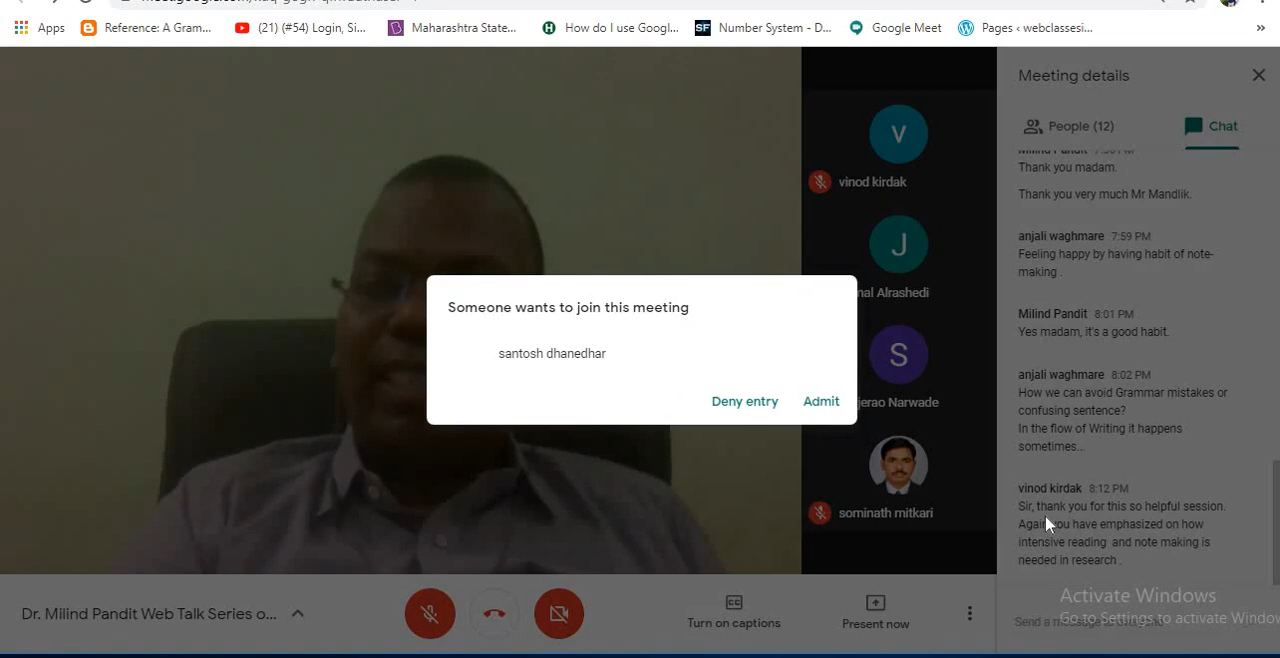 Apps
Reference: A Gram...
(21) (#54) Login, Si...
Maharashtra State...
How do I use Googl...
Number System - D...
Google Meet
Pages ‹ webclassesi...
»
Meeting details
People (12)
Chat
Milind Pandit
Thank you madam.
Thank you very much Mr Mandlik.
anjali waghmare 7:59 PM
Feeling happy by having habit of note-
making .
Milind Pandit 8:01 PM
Yes madam, it's a good habit.
anjali waghmare 8:02 PM
How we can avoid Grammar mistakes or
confusing sentence?
In the flow of Writing it happens
sometimes...
vinod kirdak 8:12 PM
Sir, thank you for this so helpful session.
Again you have emphasized on how
intensive reading and note making is
needed in research .
V
vinod kirdak
J
Alrashedi
S
Narwade
sominath mitkari
Someone wants to join this meeting
santosh dhanedhar
Deny entry
Admit
Dr. Milind Pandit Web Talk Series o...
Turn on captions
Present now
Activate Windows
Go to Settings to activate Window
Send a message to